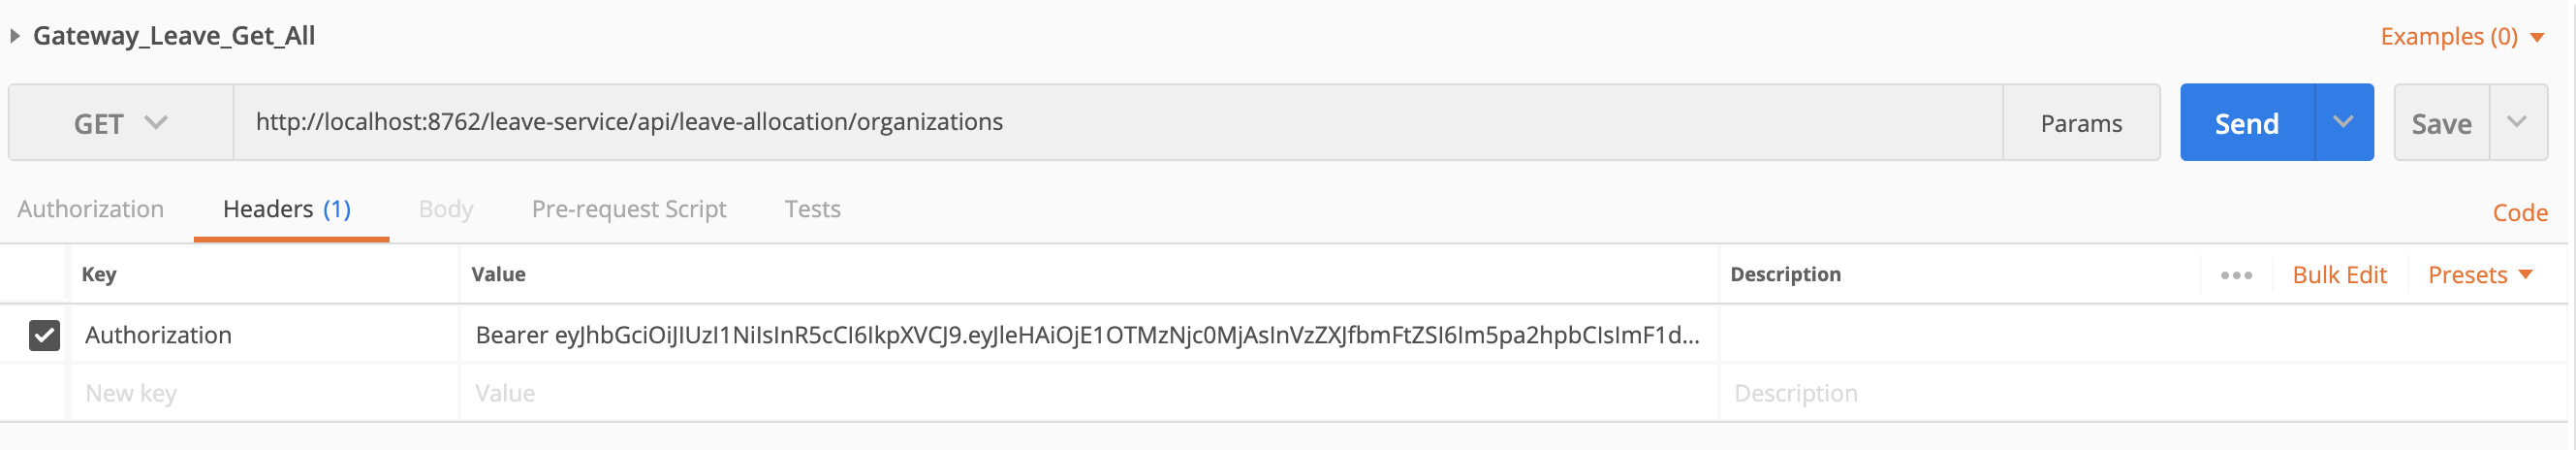 Gateway_Leave_Get_All
Examples (0)
GET http://localhost:8762/leave-service/api/leave-allocation/organizations Params Send Save
Authorization Headers (1) Body Pre-request Script Tests Code
Key Value Description ••• Bulk Edit Presets
Authorization Bearer eyJhbGciOiJIUzI1NiIsInR5cCI6IkpXVCJ9.eyJleHAiOjE1OTMzNjc0MjAsInVzZXJfbmFtZSI6Im5pa2hpbCIsImF1d...
New key Value Description